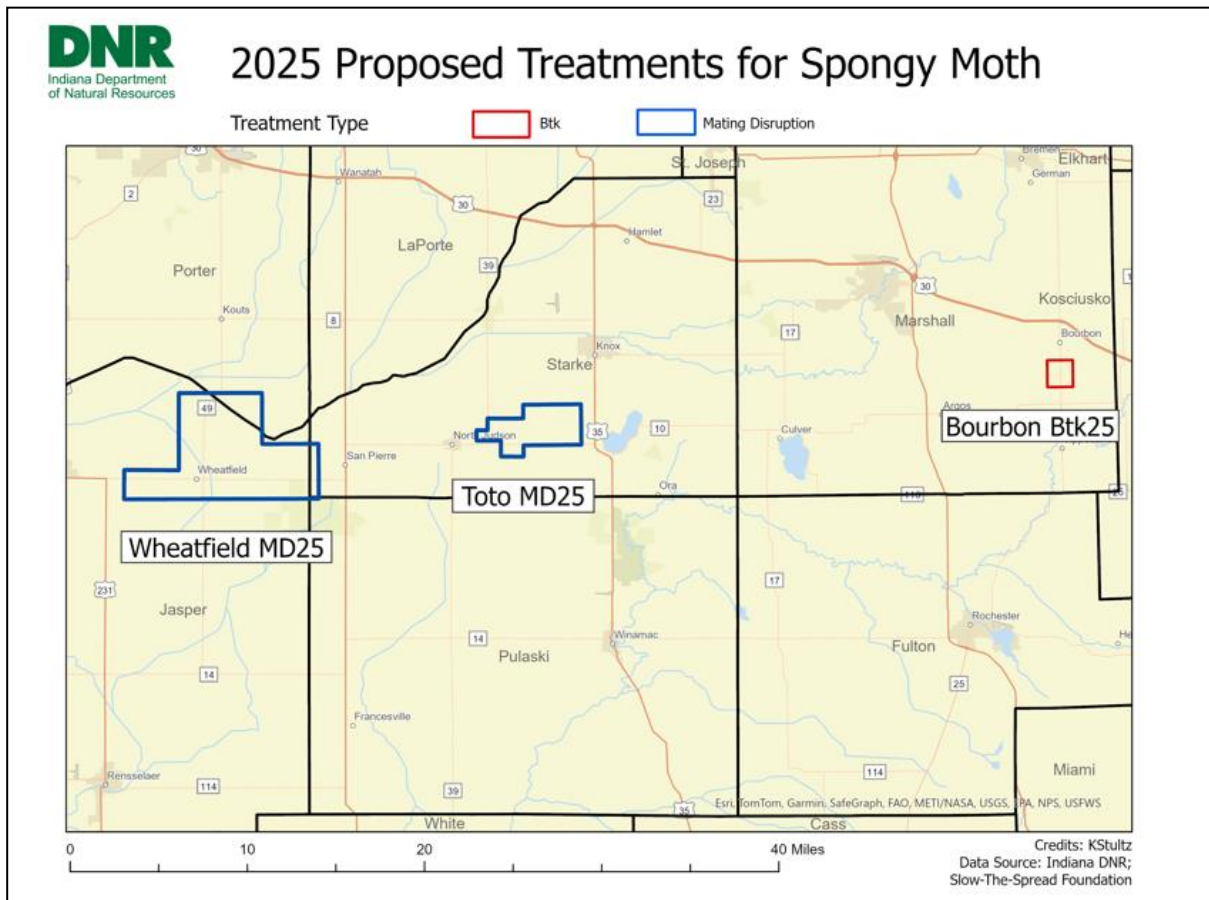 DNR
Indiana Department
of Natural Resources
2025 Proposed Treatments for Spongy Moth
Treatment Type
Btk
Mating Disruption
30
Wanatah
St. Joseph
Bremen
Elkhart
German
2
30
23
LaPorte
Hamlet
Porter
39
30
Kosciusko
Kouts
8
17
Marshall
Bourbon
Knox
Starke
49
Argos
North Judson
35
10
Culver
Bourbon Btk25
San Pierre
Wheatfield
Toto MD25
Ora
Wheatfield MD25
17
231
Jasper
Rochester
14
Winamac
Pulaski
Fulton
14
25
Francesville
Miami
Rensselaer
114
39
114
Esri, TomTom, Garmin, SafeGraph, FAO, METI/NASA, USGS, EPA, NPS, USFWS
35
White
Cass
0 10 20 40 Miles
Credits: KStultz
Data Source: Indiana DNR;
Slow-The-Spread Foundation